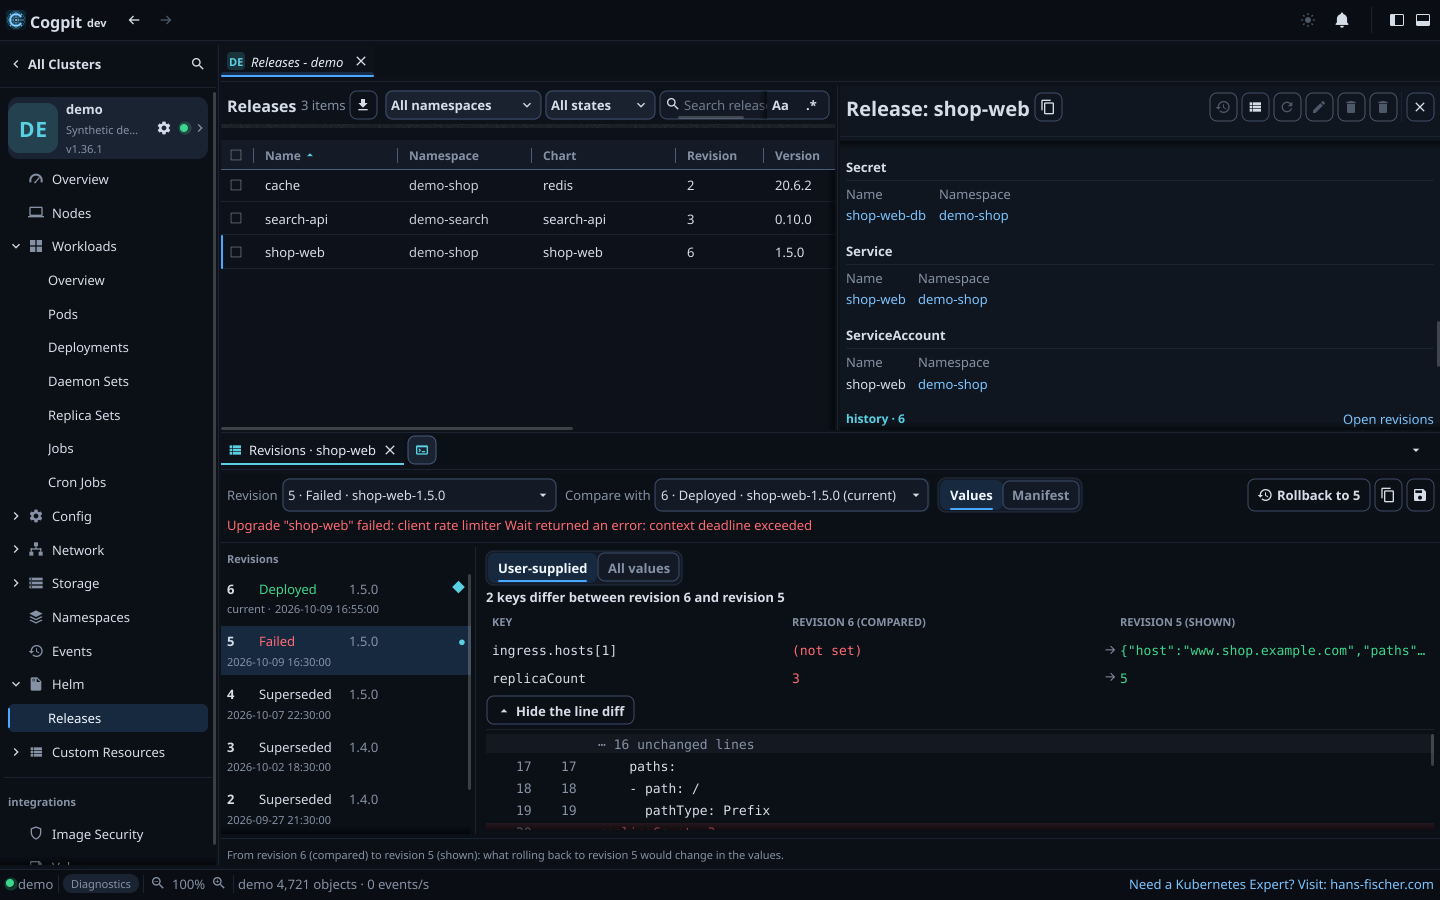 Cogpit dev
All Clusters
DE Releases - demo
DE
demo
Synthetic de...
v1.36.1
Overview
Nodes
Workloads
Overview
Pods
Deployments
Daemon Sets
Replica Sets
Jobs
Cron Jobs
Config
Network
Storage
Namespaces
Events
Helm
Releases
Custom Resources
integrations
Image Security
Releases 3 items
All namespaces
All states
Search releas
Aa
.*
Name Namespace Chart Revision Version
cache demo-shop redis 2 20.6.2
search-api demo-search search-api 3 0.10.0
shop-web demo-shop shop-web 6 1.5.0
Release: shop-web
Secret
Name Namespace
shop-web-db demo-shop
Service
Name Namespace
shop-web demo-shop
ServiceAccount
Name Namespace
shop-web demo-shop
history · 6 Open revisions
Revisions · shop-web
Revision 5 · Failed · shop-web-1.5.0 Compare with 6 · Deployed · shop-web-1.5.0 (current) Values Manifest Rollback to 5
Upgrade "shop-web" failed: client rate limiter Wait returned an error: context deadline exceeded
Revisions
6 Deployed 1.5.0
current · 2026-10-09 16:55:00
5 Failed 1.5.0
2026-10-09 16:30:00
4 Superseded 1.5.0
2026-10-07 22:30:00
3 Superseded 1.4.0
2026-10-02 18:30:00
2 Superseded 1.4.0
2026-09-27 21:30:00
User-supplied All values
2 keys differ between revision 6 and revision 5
KEY REVISION 6 (COMPARED) REVISION 5 (SHOWN)
ingress.hosts[1] (not set) → {"host":"www.shop.example.com","paths"…
replicaCount 3 → 5
Hide the line diff
⋯ 16 unchanged lines
17 17 paths:
18 18 - path: /
19 19 pathType: Prefix
From revision 6 (compared) to revision 5 (shown): what rolling back to revision 5 would change in the values.
demo Diagnostics 100% demo 4,721 objects · 0 events/s
Need a Kubernetes Expert? Visit: hans-fischer.com